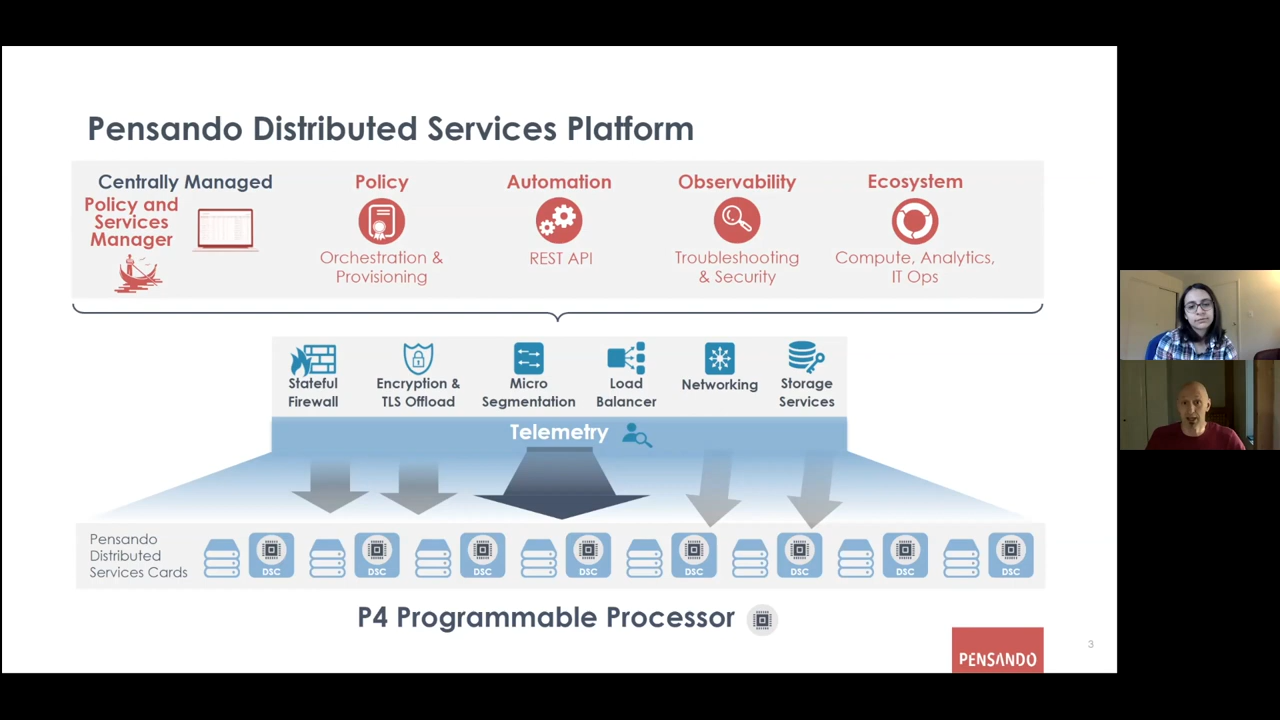 Pensando Distributed Services Platform
Centrally Managed
Policy and
Services
Manager
Policy
Orchestration &
Provisioning
Automation
REST API
Observability
Troubleshooting
& Security
Ecosystem
Compute, Analytics,
IT Ops
Stateful
Firewall
Encryption &
TLS Offload
Micro
Segmentation
Load
Balancer
Networking
Storage
Services
Telemetry
Pensando
Distributed
Services Cards
DSC
DSC
DSC
DSC
DSC
DSC
DSC
DSC
P4 Programmable Processor
PENSANDO
3